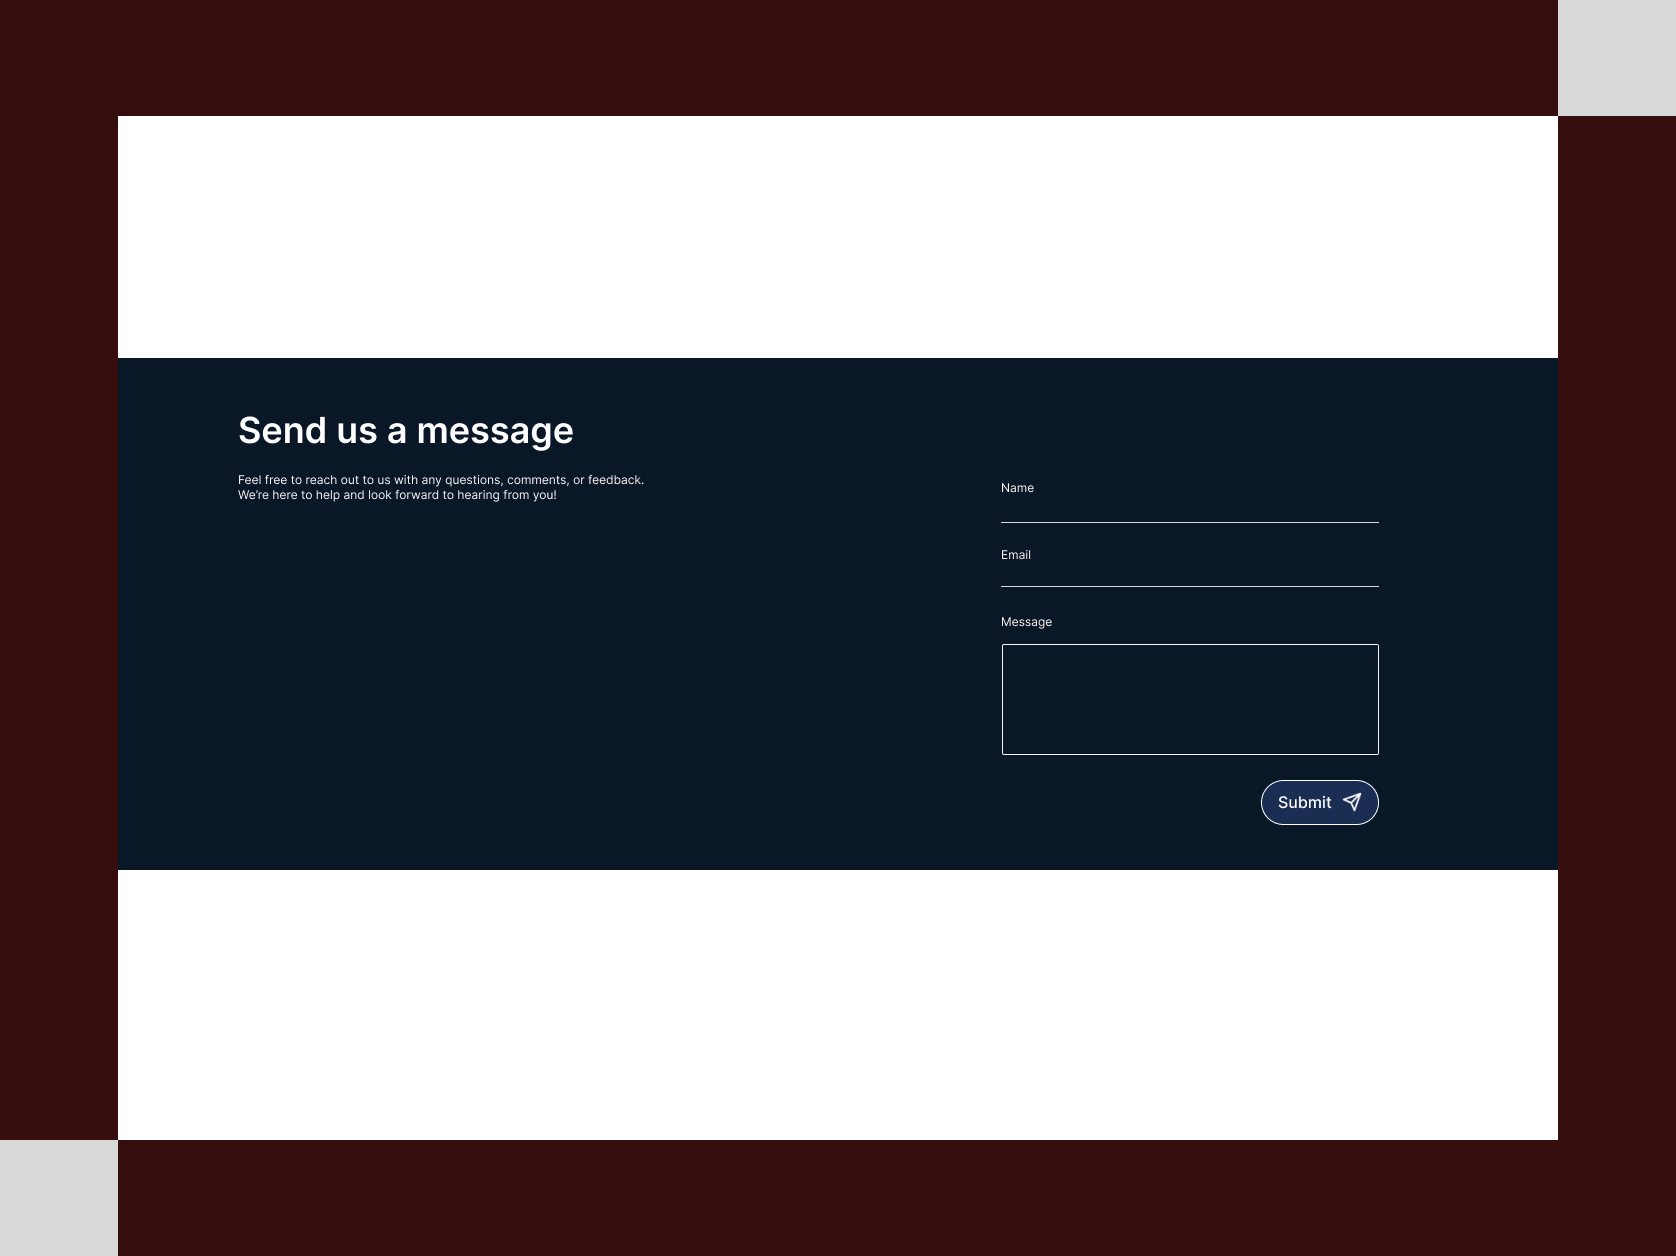 Send us a message
Feel free to reach out to us with any questions, comments, or feedback.
We’re here to help and look forward to hearing from you!
Name
Email
Message
Submit